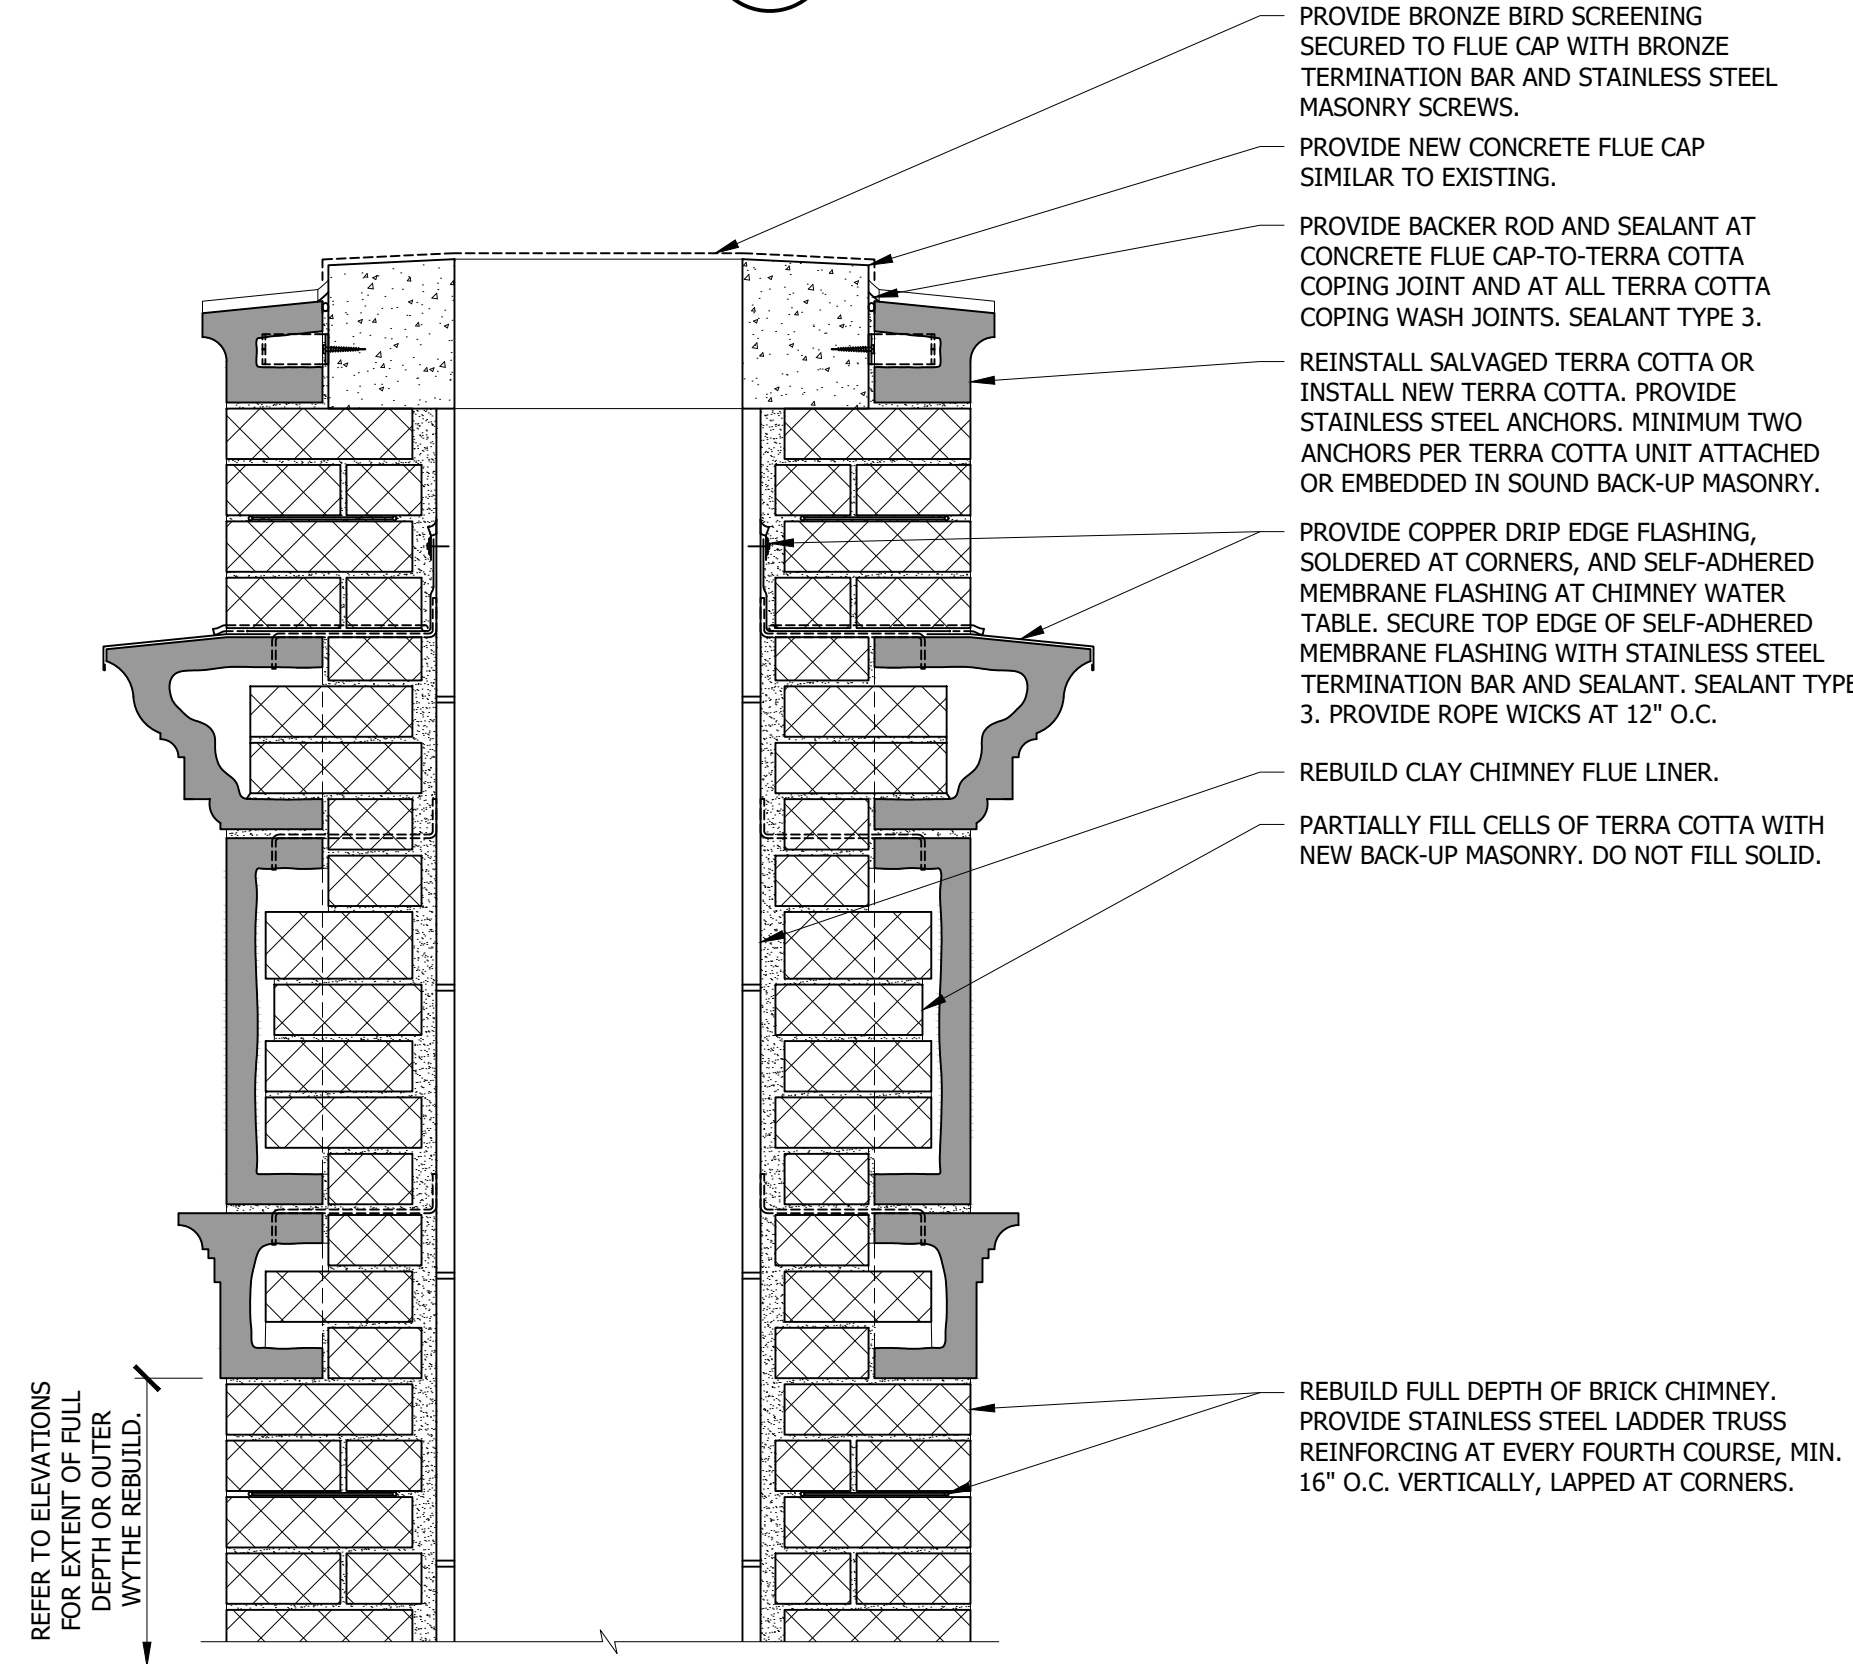 PROVIDE BRONZE BIRD SCREENING
SECURED TO FLUE CAP WITH BRONZE
TERMINATION BAR AND STAINLESS STEEL
MASONRY SCREWS.
PROVIDE NEW CONCRETE FLUE CAP
SIMILAR TO EXISTING.
PROVIDE BACKER ROD AND SEALANT AT
CONCRETE FLUE CAP-TO-TERRA COTTA
COPING JOINT AND AT ALL TERRA COTTA
COPING WASH JOINTS. SEALANT TYPE 3.
REINSTALL SALVAGED TERRA COTTA OR
INSTALL NEW TERRA COTTA. PROVIDE
STAINLESS STEEL ANCHORS. MINIMUM TWO
ANCHORS PER TERRA COTTA UNIT ATTACHED
OR EMBEDDED IN SOUND BACK-UP MASONRY.
PROVIDE COPPER DRIP EDGE FLASHING,
SOLDERED AT CORNERS, AND SELF-ADHERED
MEMBRANE FLASHING AT CHIMNEY WATER
TABLE. SECURE TOP EDGE OF SELF-ADHERED
MEMBRANE FLASHING WITH STAINLESS STEEL
TERMINATION BAR AND SEALANT. SEALANT TYPE
3. PROVIDE ROPE WICKS AT 12" O.C.
REBUILD CLAY CHIMNEY FLUE LINER.
PARTIALLY FILL CELLS OF TERRA COTTA WITH
NEW BACK-UP MASONRY. DO NOT FILL SOLID.
REBUILD FULL DEPTH OF BRICK CHIMNEY.
PROVIDE STAINLESS STEEL LADDER TRUSS
REINFORCING AT EVERY FOURTH COURSE, MIN.
16" O.C. VERTICALLY, LAPPED AT CORNERS.
REFER TO ELEVATIONS
FOR EXTENT OF FULL
DEPTH OR OUTER
WYTHE REBUILD.